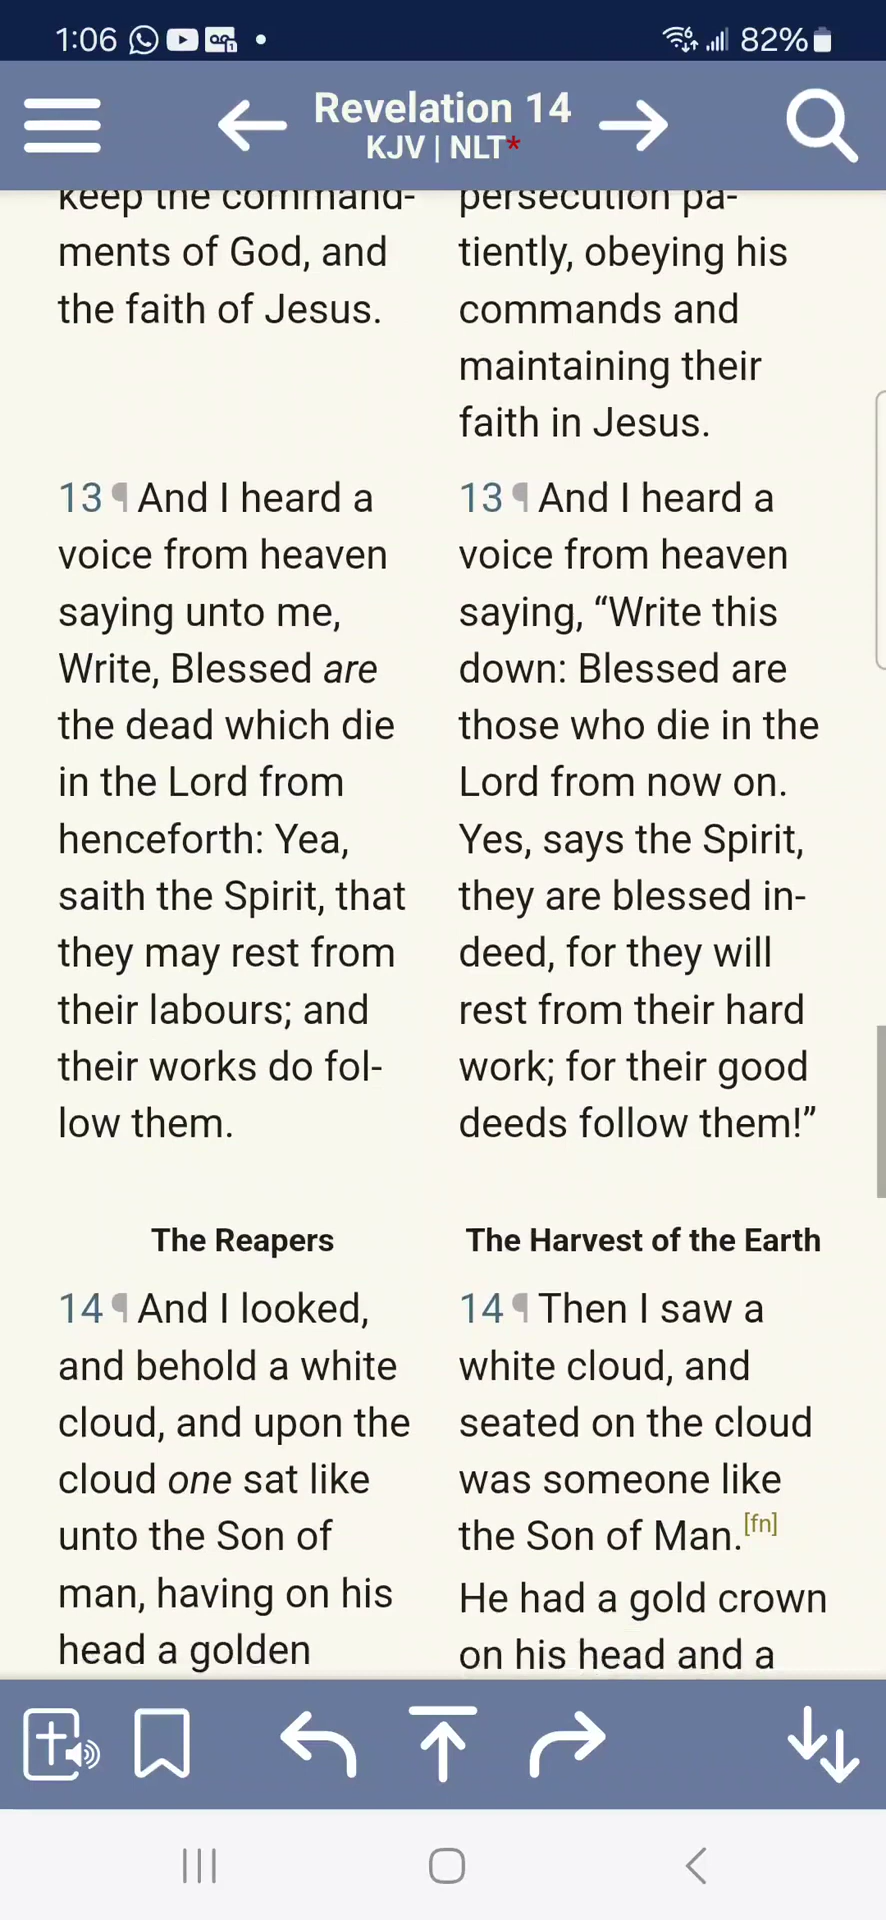 1:06
82%
Revelation 14
KJV | NLT*
keep the command-
ments of God, and
the faith of Jesus.
13 ¶ And I heard a
voice from heaven
saying unto me,
Write, Blessed are
the dead which die
in the Lord from
henceforth: Yea,
saith the Spirit, that
they may rest from
their labours; and
their works do fol-
low them.
The Reapers
14 ¶ And I looked,
and behold a white
cloud, and upon the
cloud one sat like
unto the Son of
man, having on his
head a golden
persecution pa-
tiently, obeying his
commands and
maintaining their
faith in Jesus.
13 ¶ And I heard a
voice from heaven
saying, “Write this
down: Blessed are
those who die in the
Lord from now on.
Yes, says the Spirit,
they are blessed in-
deed, for they will
rest from their hard
work; for their good
deeds follow them!”
The Harvest of the Earth
14 ¶ Then I saw a
white cloud, and
seated on the cloud
was someone like
the Son of Man.[fn]
He had a gold crown
on his head and a